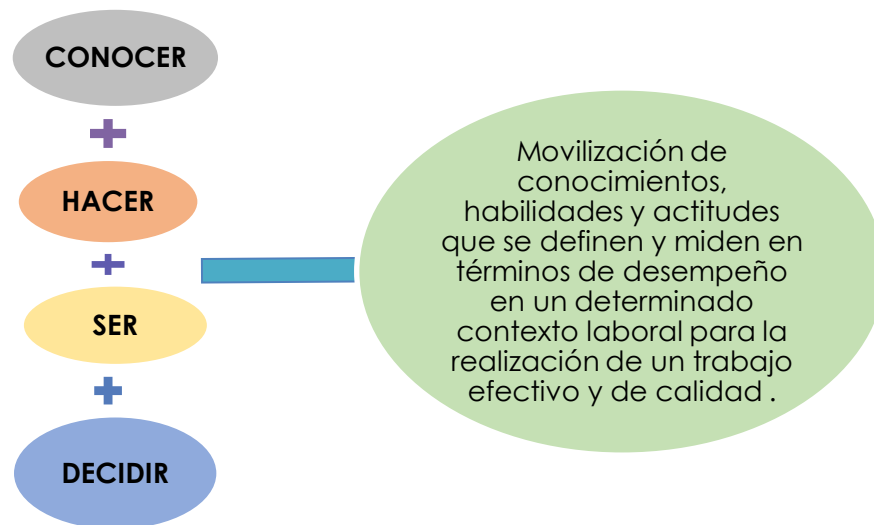 CONOCER
HACER
SER
DECIDIR
Movilización de
conocimientos,
habilidades y actitudes
que se definen y miden en
términos de desempeño
en un determinado
contexto laboral para la
realización de un trabajo
efectivo y de calidad .